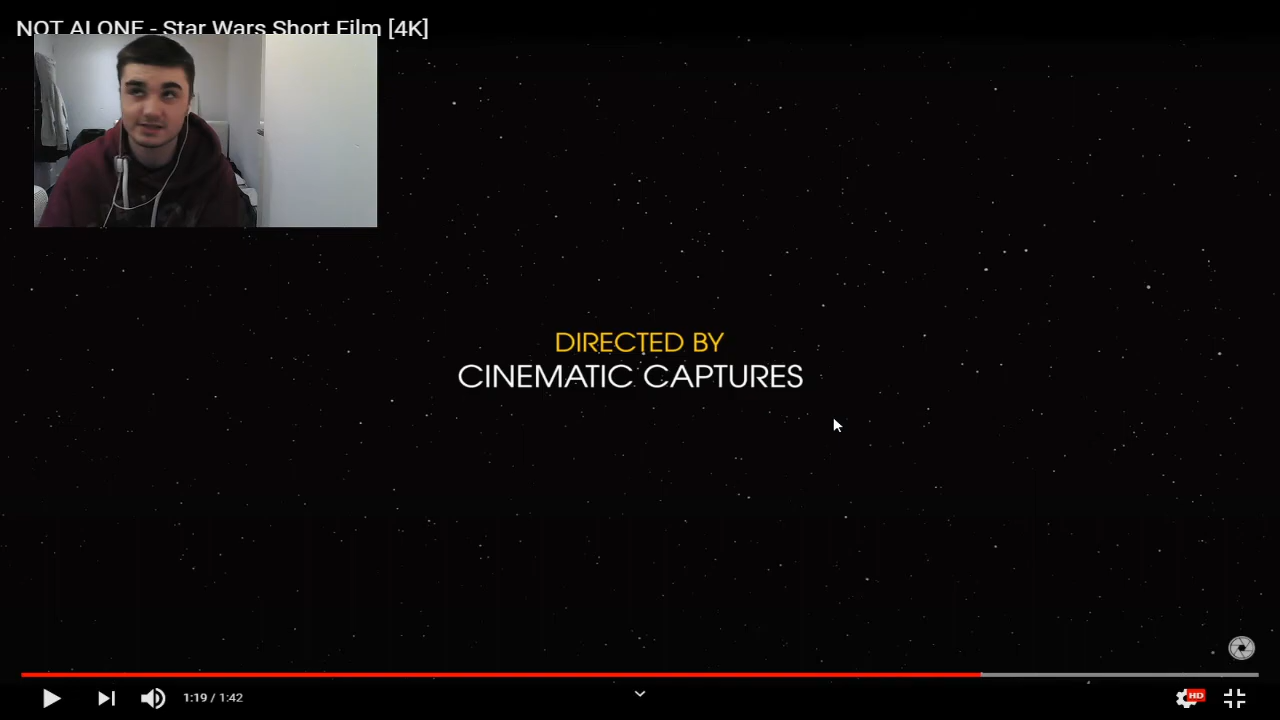 NOT ALONE - Star Wars Short Film [4K]
DIRECTED BY
CINEMATIC CAPTURES
1:19 / 1:42
HD